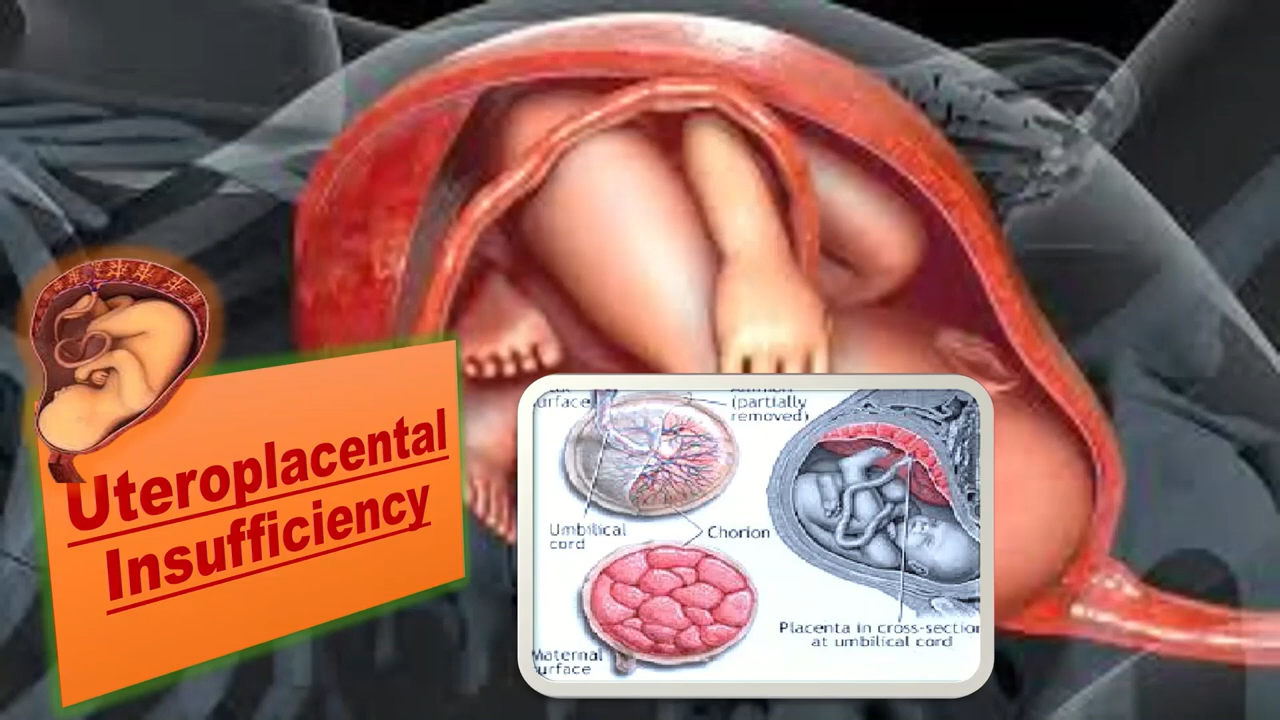 Uteroplacental
Insufficiency
(partially
removed)
Umbilical
cord
Chorion
Maternal
surface
Placenta in cross-section
at umbilical cord